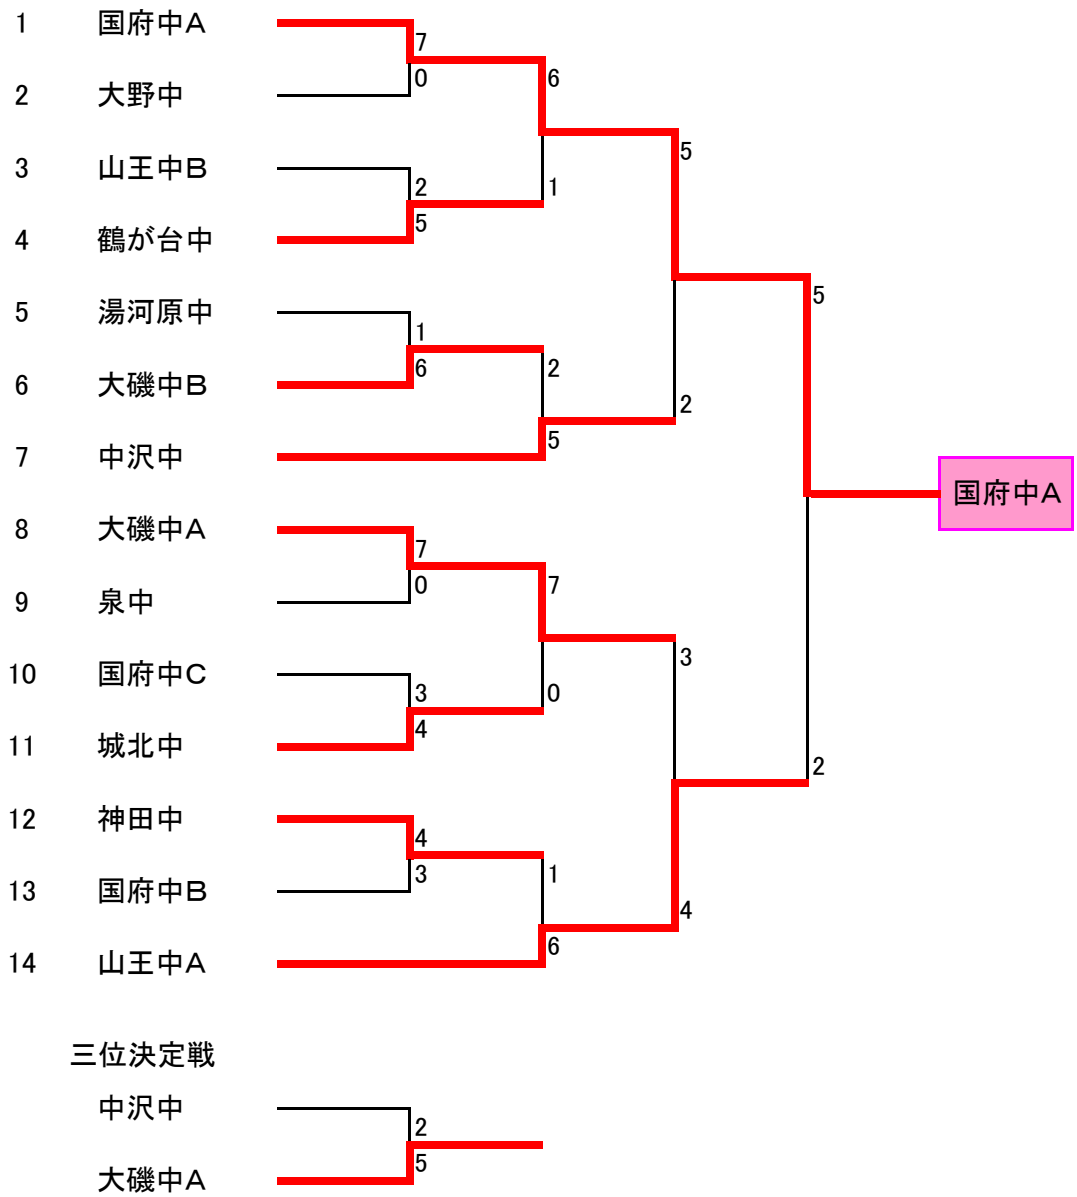 1 国府中A
7
0
6
2 大野中
5
3 山王中B
2
1
5
4 鶴が台中
5
5 湯河原中
1
6
2
6 大磯中B
2
5
7 中沢中
国府中A
8 大磯中A
7
0
7
9 泉中
3
10 国府中C
3
0
4
11 城北中
2
12 神田中
4
3
1
13 国府中B
4
6
14 山王中A
三位決定戦
中沢中
2
5
大磯中A